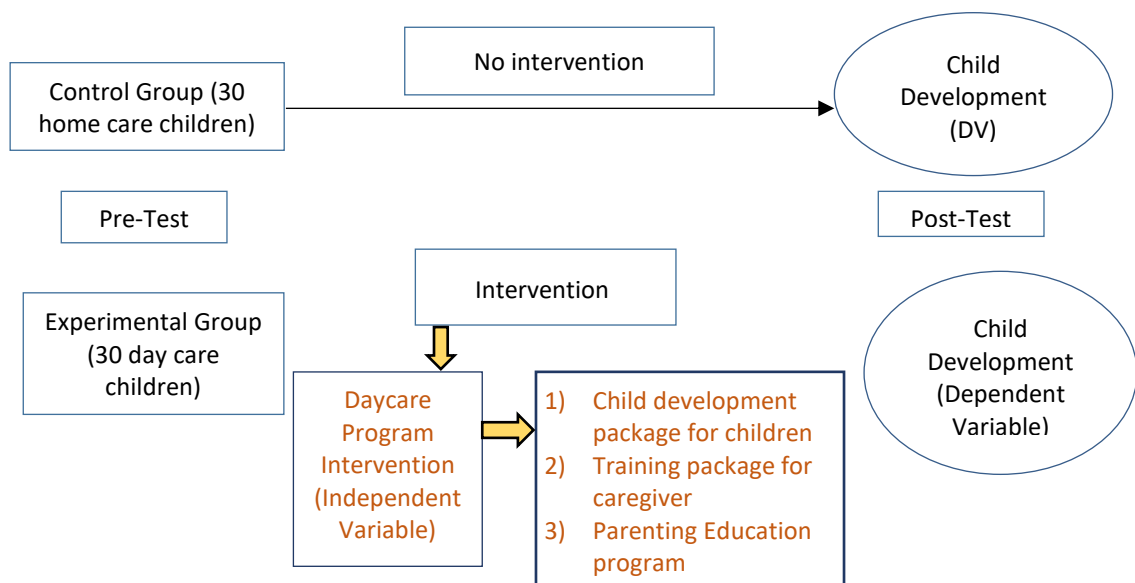 No intervention
Control Group (30
home care children)
Child
Development
(DV)
Pre-Test
Post-Test
Intervention
Experimental Group
(30 day care
children)
Daycare
Program
Intervention
(Independent
Variable)
1) Child development
package for children
2) Training package for
caregiver
3) Parenting Education
program
Child
Development
(Dependent
Variable)